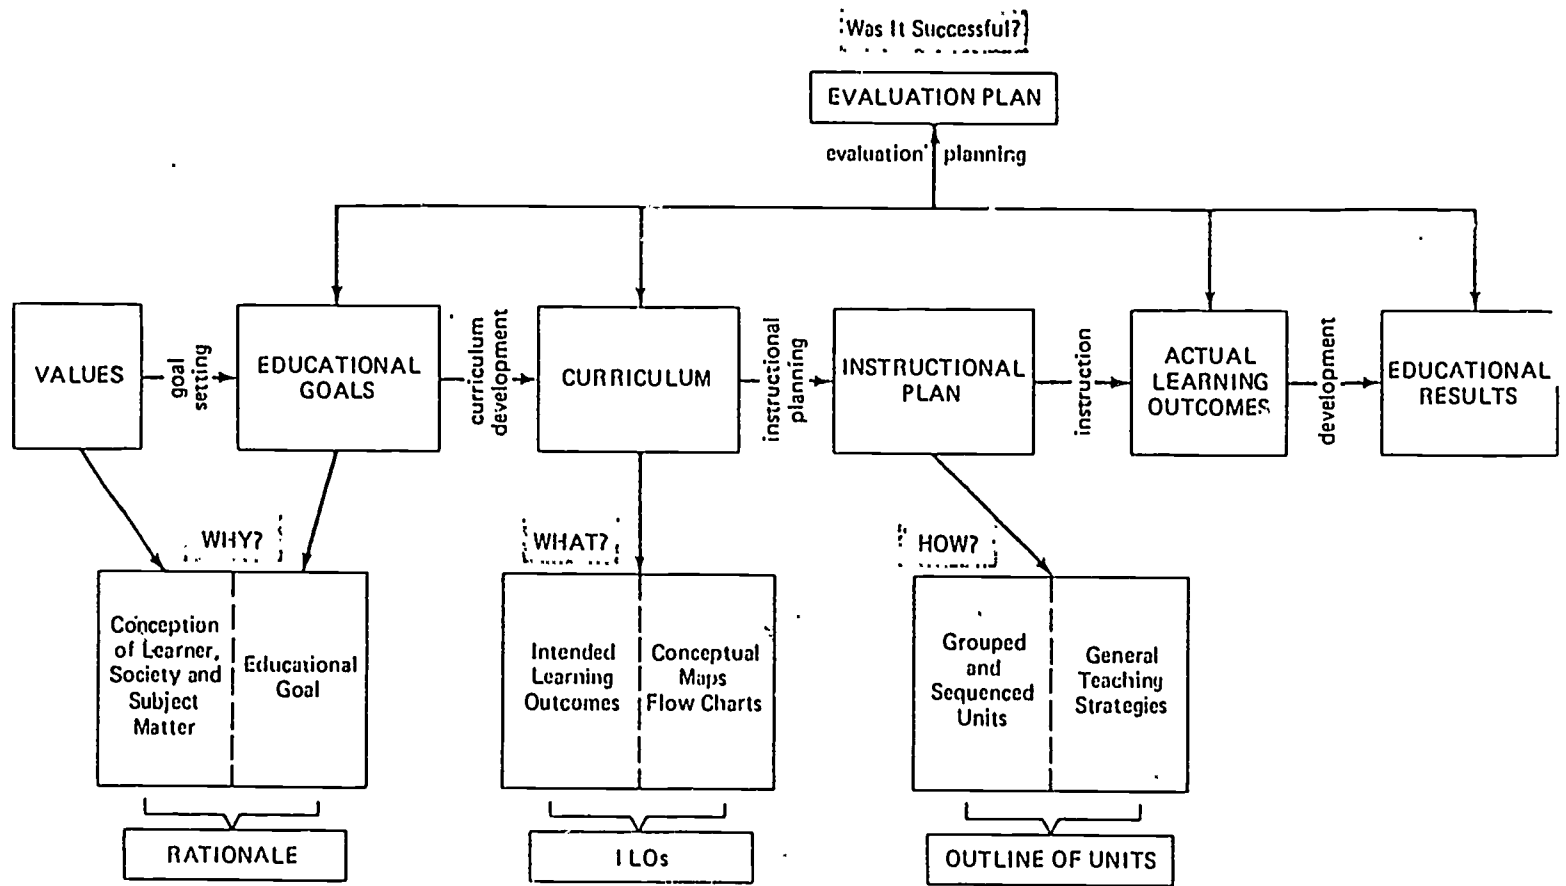 Was It Successful?
EVALUATION PLAN
evaluation planning
VALUES
goal
setting
EDUCATIONAL
GOALS
curriculum
development
CURRICULUM
instructional
planning
INSTRUCTIONAL
PLAN
instruction
ACTUAL
LEARNING
OUTCOMES
development
EDUCATIONAL
RESULTS
WHY?
Conception
of Learner,
Society and
Subject
Matter
Educational
Goal
RATIONALE
WHAT?
Intended
Learning
Outcomes
Conceptual
Maps
Flow Charts
ILOs
HOW?
Grouped
and
Sequenced
Units
General
Teaching
Strategies
OUTLINE OF UNITS